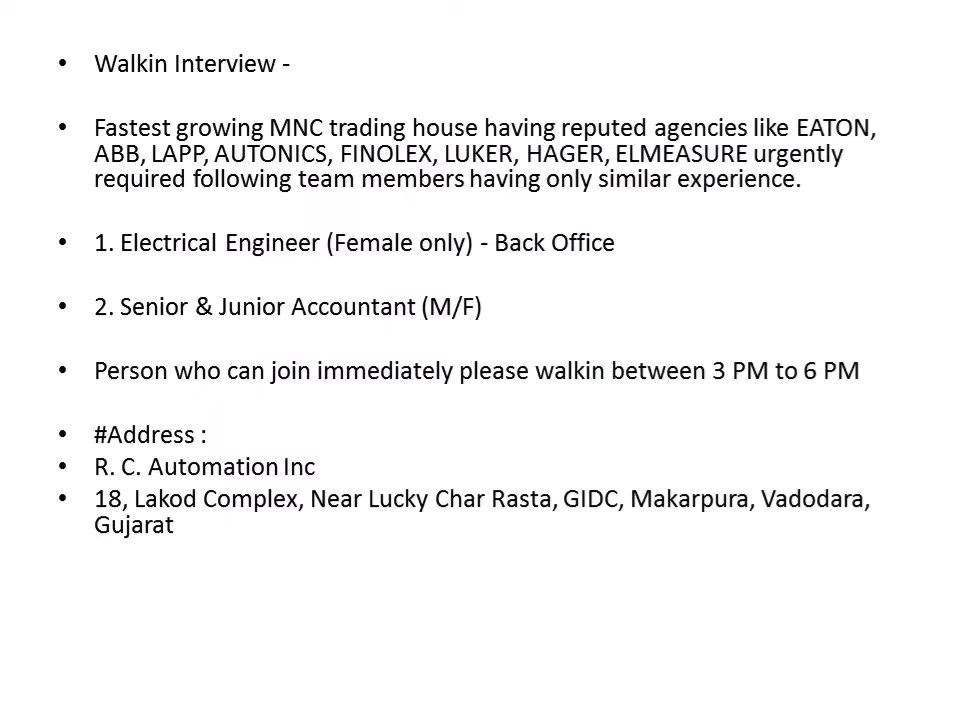 • Walkin Interview -
• Fastest growing MNC trading house having reputed agencies like EATON,
ABB, LAPP, AUTONICS, FINOLEX, LUKER, HAGER, ELMEASURE urgently
required following team members having only similar experience.
• 1. Electrical Engineer (Female only) - Back Office
• 2. Senior & Junior Accountant (M/F)
• Person who can join immediately please walkin between 3 PM to 6 PM
• #Address :
• R. C. Automation Inc
• 18, Lakod Complex, Near Lucky Char Rasta, GIDC, Makarpura, Vadodara,
Gujarat